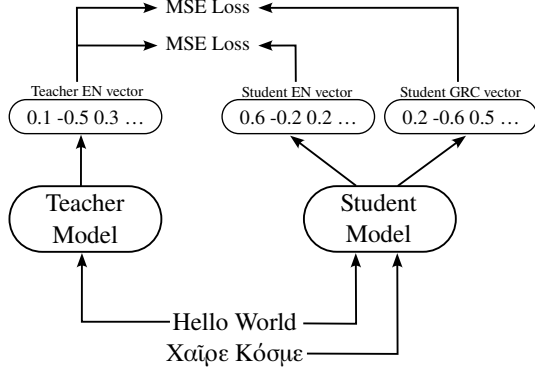 MSE Loss
MSE Loss
Teacher EN vector
Student EN vector
Student GRC vector
0.1 -0.5 0.3 …
0.6 -0.2 0.2 …
0.2 -0.6 0.5 …
Teacher
Model
Student
Model
Hello World
Χαῖρε Κόσμε